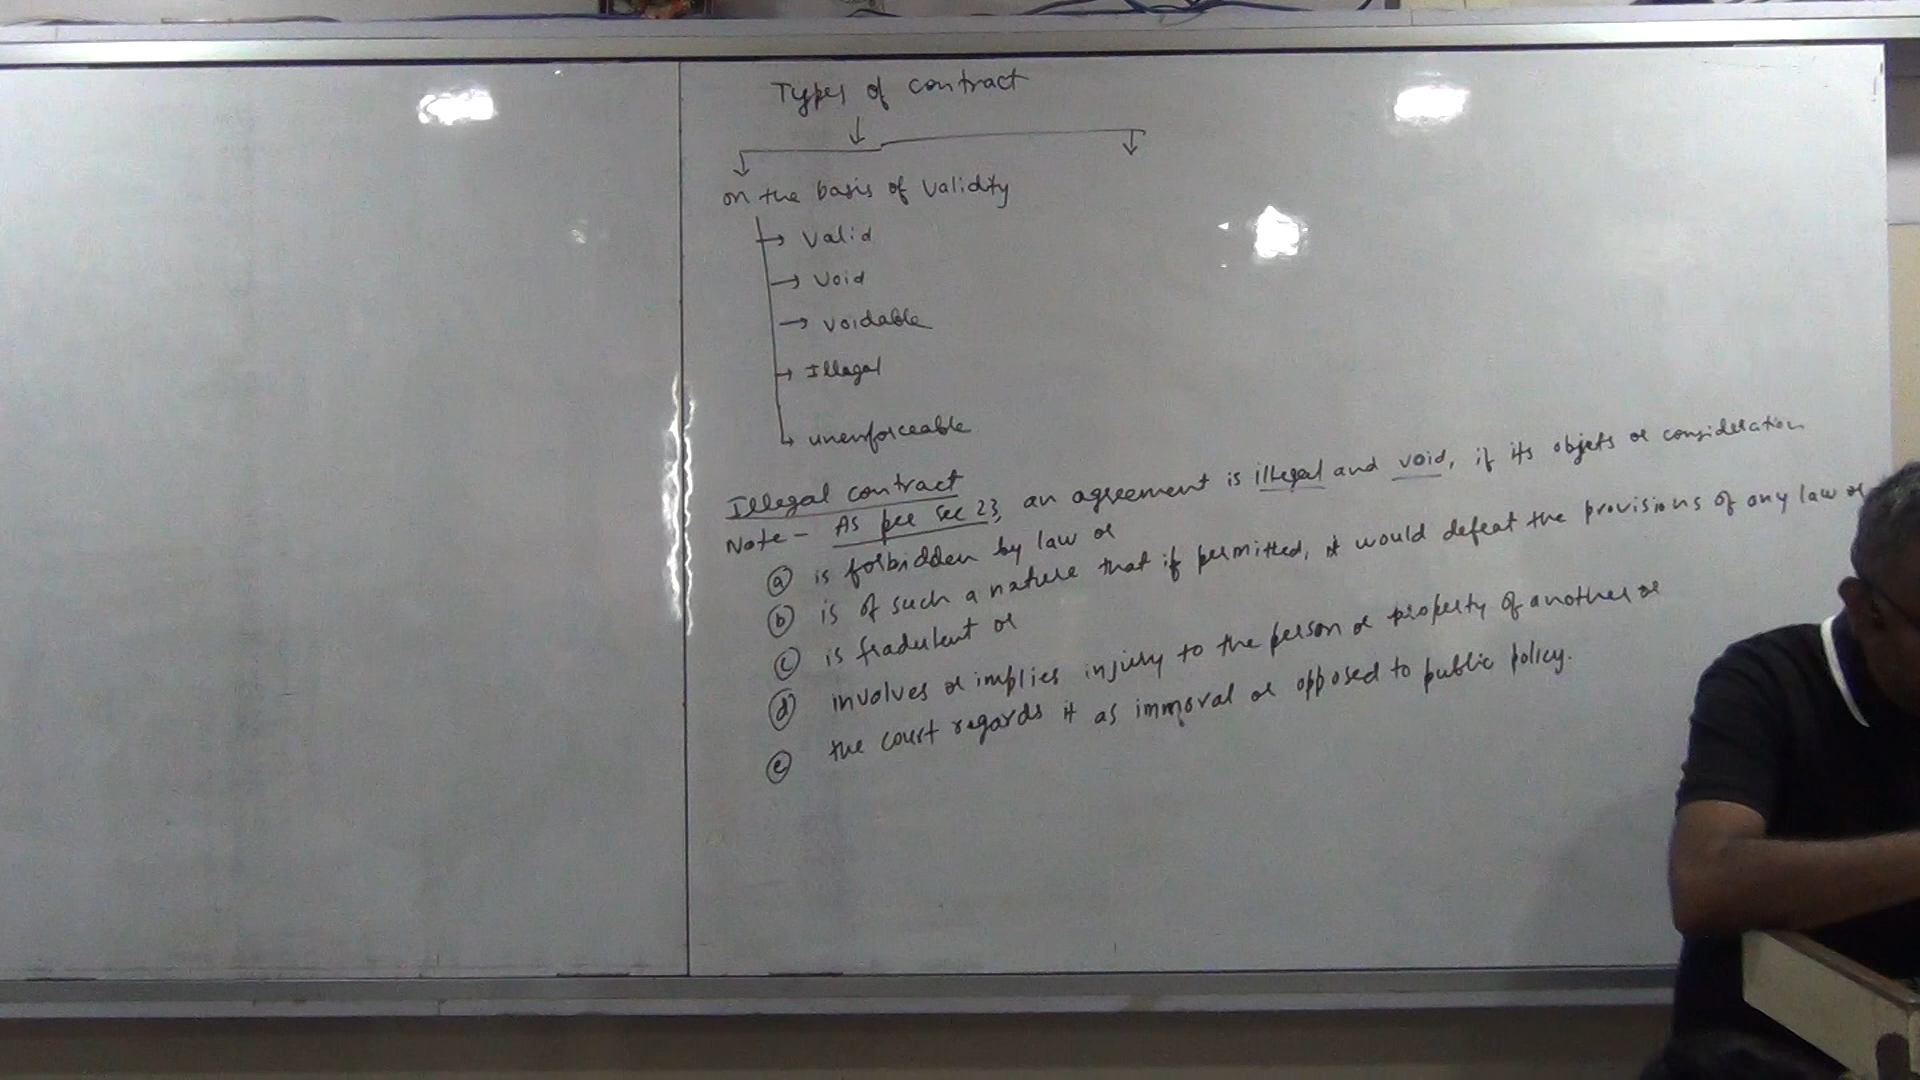 Types of contract
on the basis of validity
valid
void
voidable
Illegal
unenforceable
Illegal contract
Note - As per sec 23, an agreement is illegal and void, if its objets or consideration
(a) is forbidden by law or
(b) is of such a nature that if permitted, it would defeat the provisions of any law or
(c) is fradulent or
(d) involves or implies injury to the person or property of another or
(e) the court regards it as immoral or opposed to public policy.